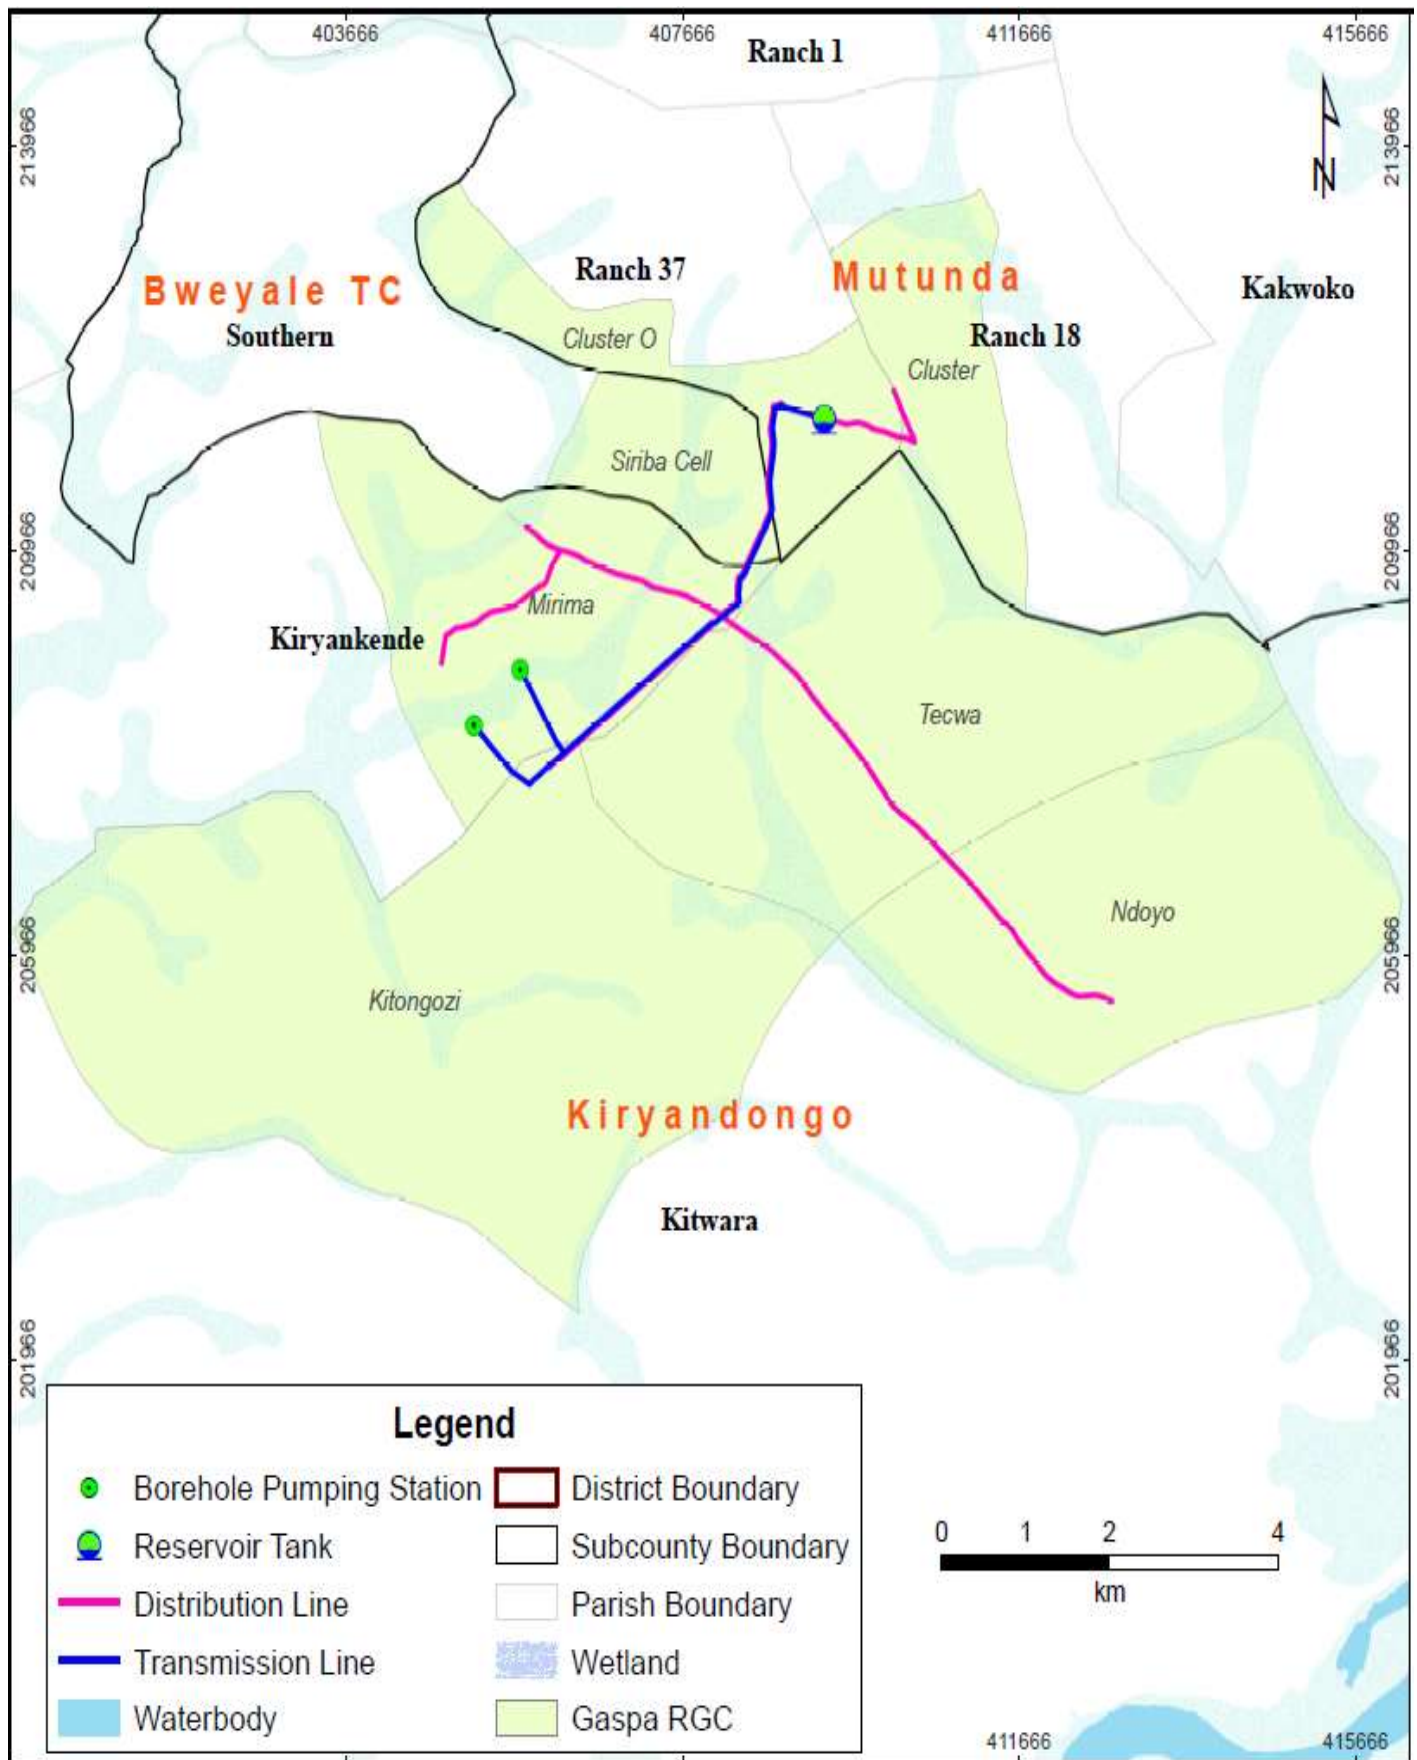 403666 407666 411666 415666
Ranch 1
213966 213966
N
Ranch 37
Mutunda
Bweyale TC
Kakwoko
Southern
Cluster O
Ranch 18
Cluster
Siriba Cell
209966 209966
Mirima
Kiryankende
Tecwa
Ndoyo
205966 205966
Kitongozi
Kiryandongo
Kitwara
201966 201966
Legend
Borehole Pumping Station
District Boundary
Reservoir Tank
Subcounty Boundary
Distribution Line
Parish Boundary
Transmission Line
Wetland
Waterbody
Gaspa RGC
0 1 2 4
km
411666 415666